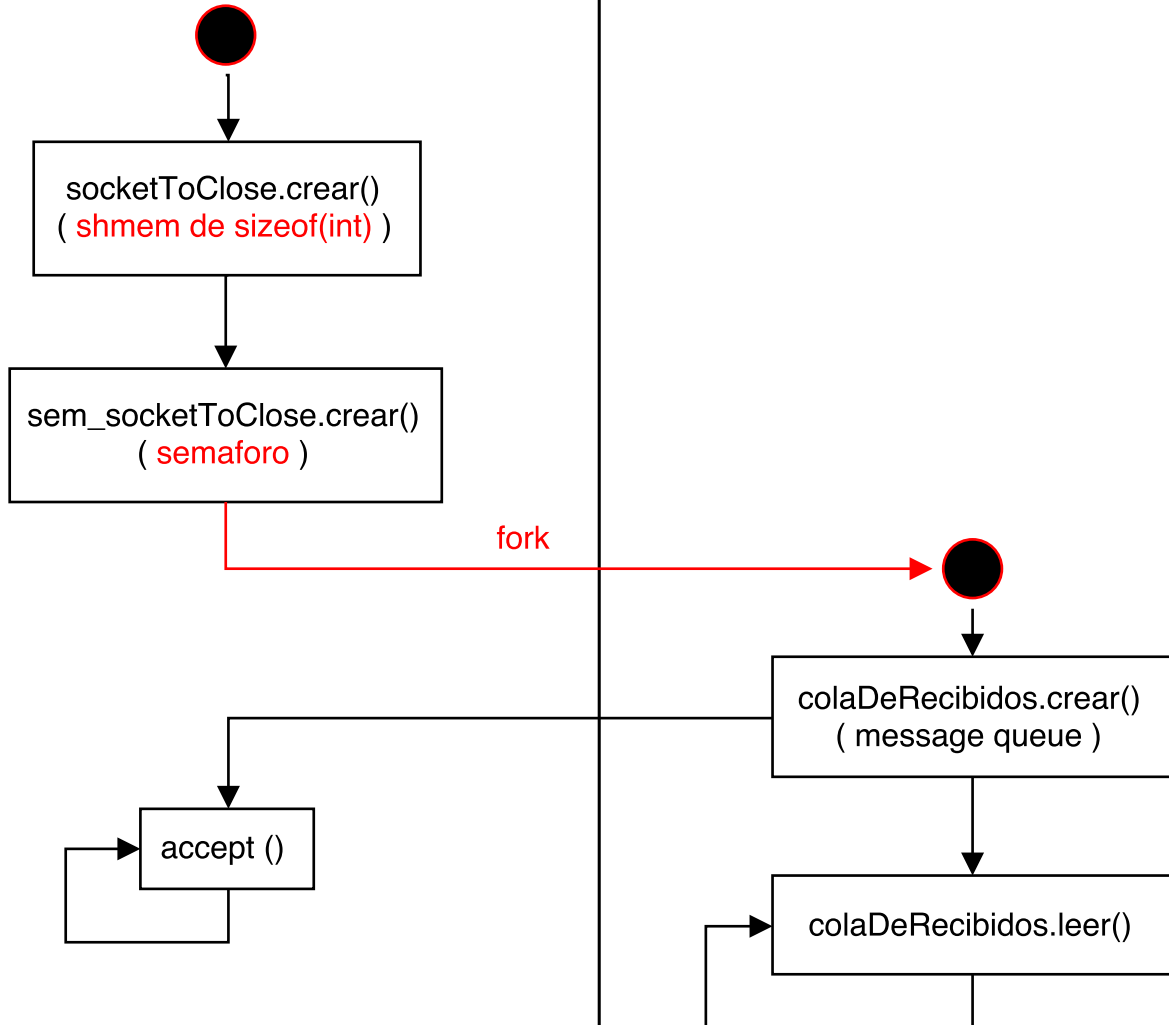 socketToClose.crear()
( shmem de sizeof(int) )
sem_socketToClose.crear()
( semaforo )
fork
colaDeRecibidos.crear()
( message queue )
accept ()
colaDeRecibidos.leer()